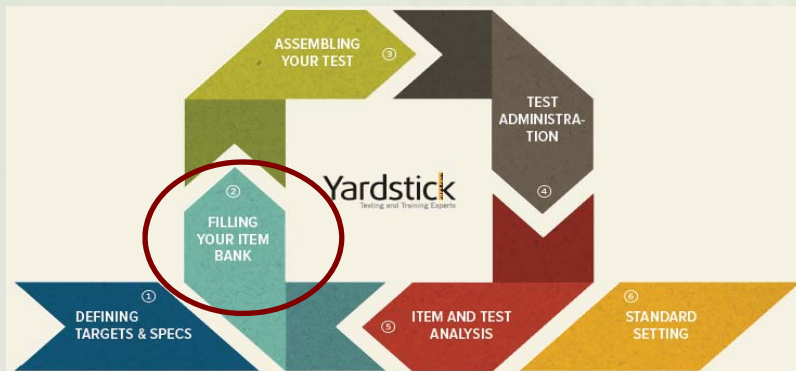 ①
DEFINING
TARGETS & SPECS
②
FILLING
YOUR ITEM
BANK
ASSEMBLING
YOUR TEST
③
TEST
ADMINISTRA-
TION
④
⑤
ITEM AND TEST
ANALYSIS
⑥
STANDARD
SETTING
Yardstick
Testing and Training Experts